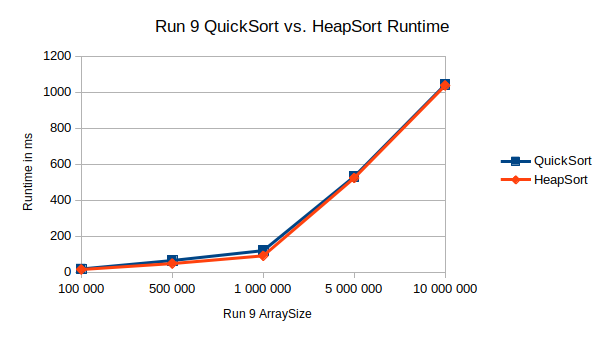 Run 9 QuickSort vs. HeapSort Runtime
1200
1000
800
600
400
200
0
Runtime in ms
100 000 500 000 1 000 000 5 000 000 10 000 000
Run 9 ArraySize
QuickSort
HeapSort